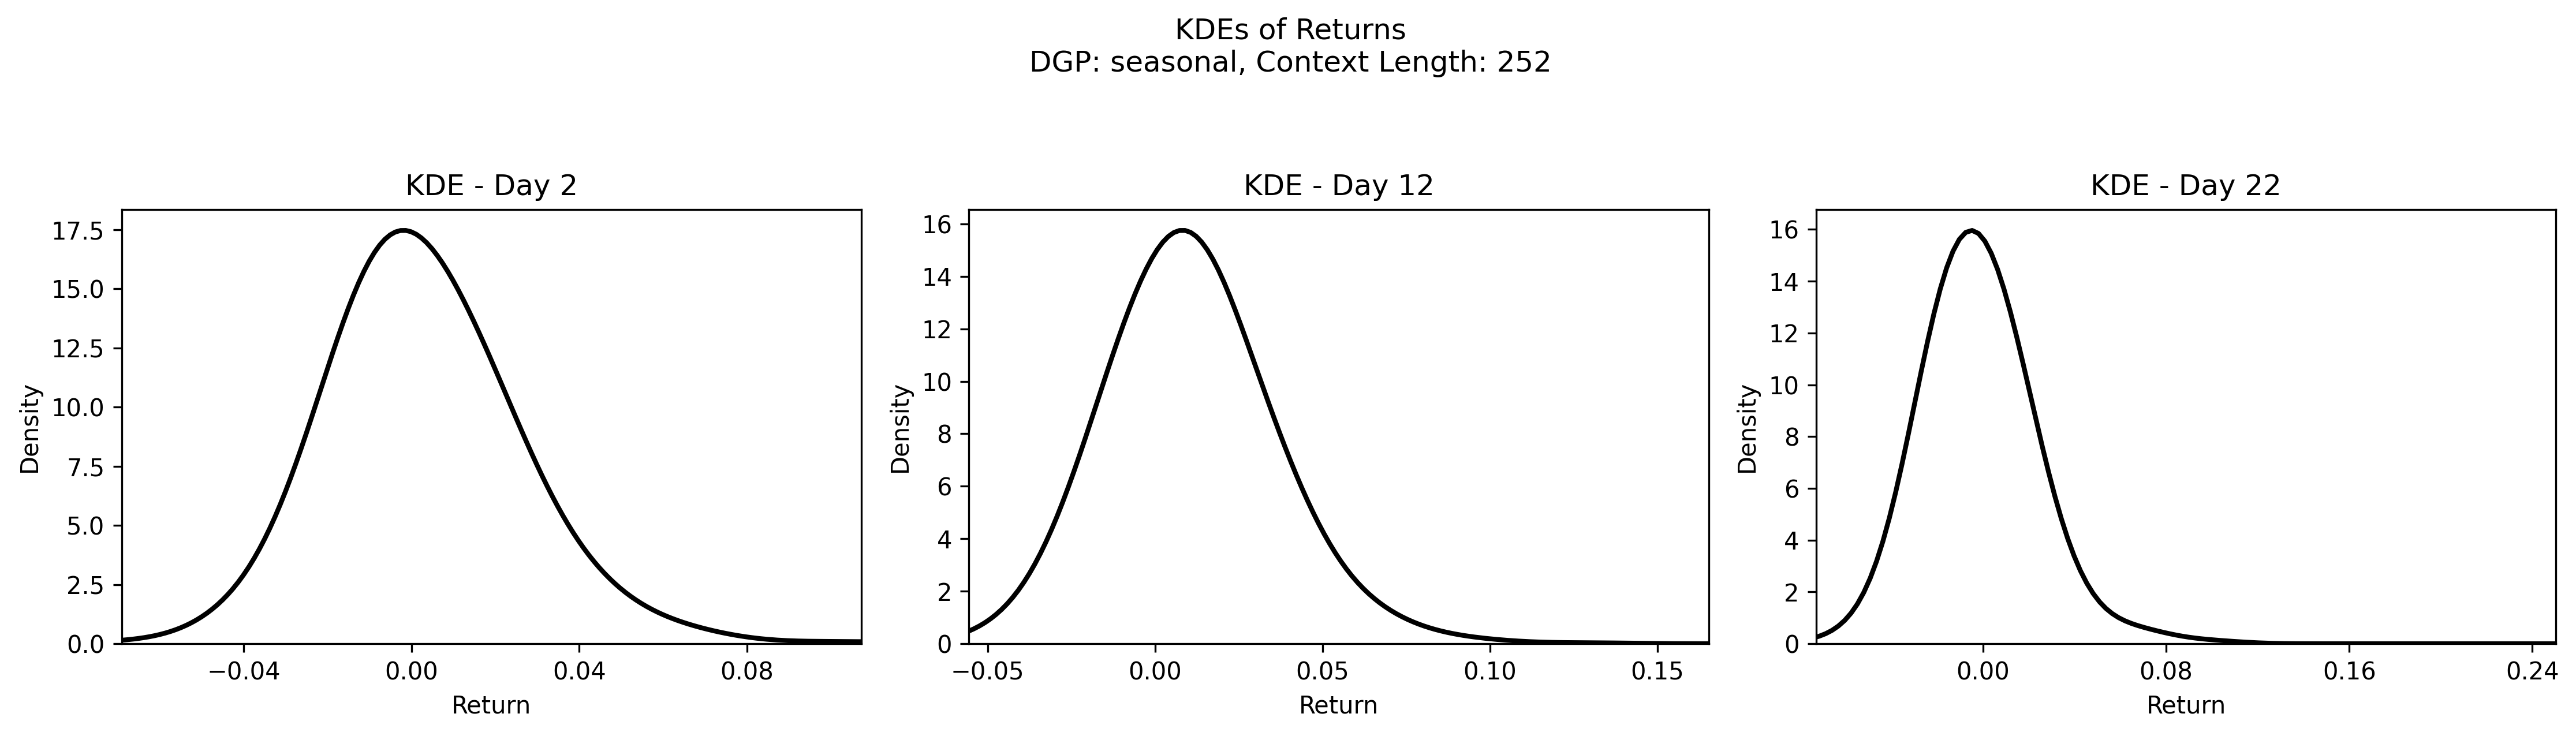 KDEs of Returns
DGP: seasonal, Context Length: 252
KDE - Day 2
17.5
15.0
12.5
10.0
7.5
5.0
2.5
0.0
Density
−0.04 0.00 0.04 0.08
Return
KDE - Day 12
16
14
12
10
8
6
4
2
0
Density
−0.05 0.00 0.05 0.10 0.15
Return
KDE - Day 22
16
14
12
10
8
6
4
2
0
Density
0.00 0.08 0.16 0.24
Return